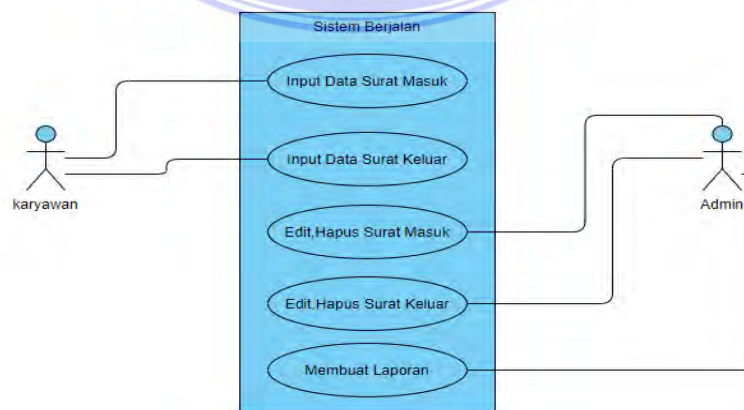 Sistem Berjalan
Input Data Surat Masuk
Input Data Surat Keluar
karyawan
Admin
Edit,Hapus Surat Masuk
Edit,Hapus Surat Keluar
Membuat Laporan